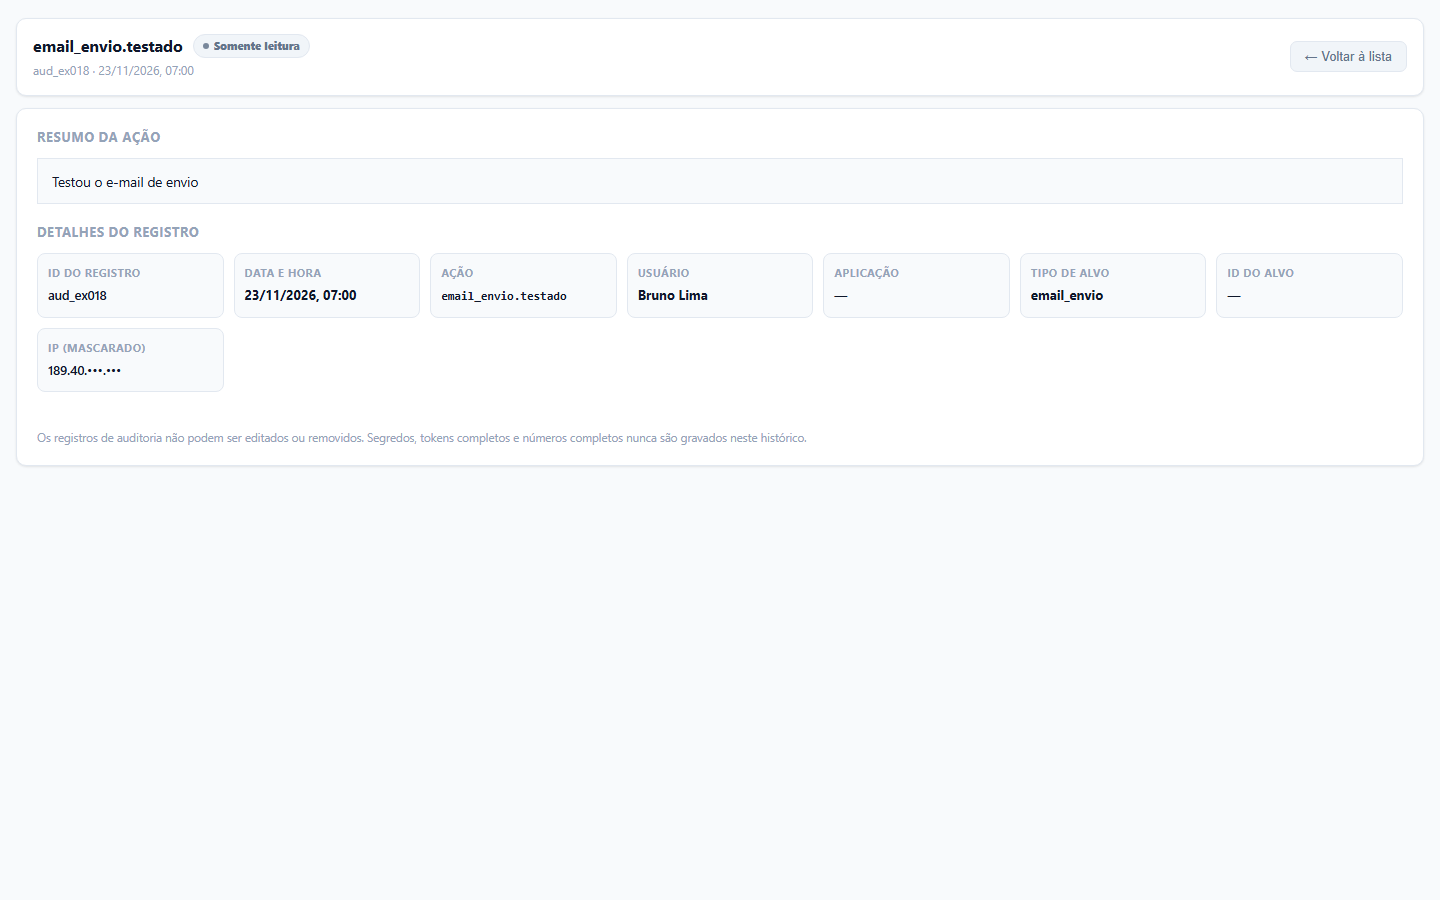 email_envio.testado
Somente leitura
aud_ex018 · 23/11/2026, 07:00
← Voltar à lista
RESUMO DA AÇÃO
Testou o e-mail de envio
DETALHES DO REGISTRO
ID DO REGISTRO
aud_ex018
DATA E HORA
23/11/2026, 07:00
AÇÃO
email_envio.testado
USUÁRIO
Bruno Lima
APLICAÇÃO
—
TIPO DE ALVO
email_envio
ID DO ALVO
—
IP (MASCARADO)
189.40.•••.•••
Os registros de auditoria não podem ser editados ou removidos. Segredos, tokens completos e números completos nunca são gravados neste histórico.